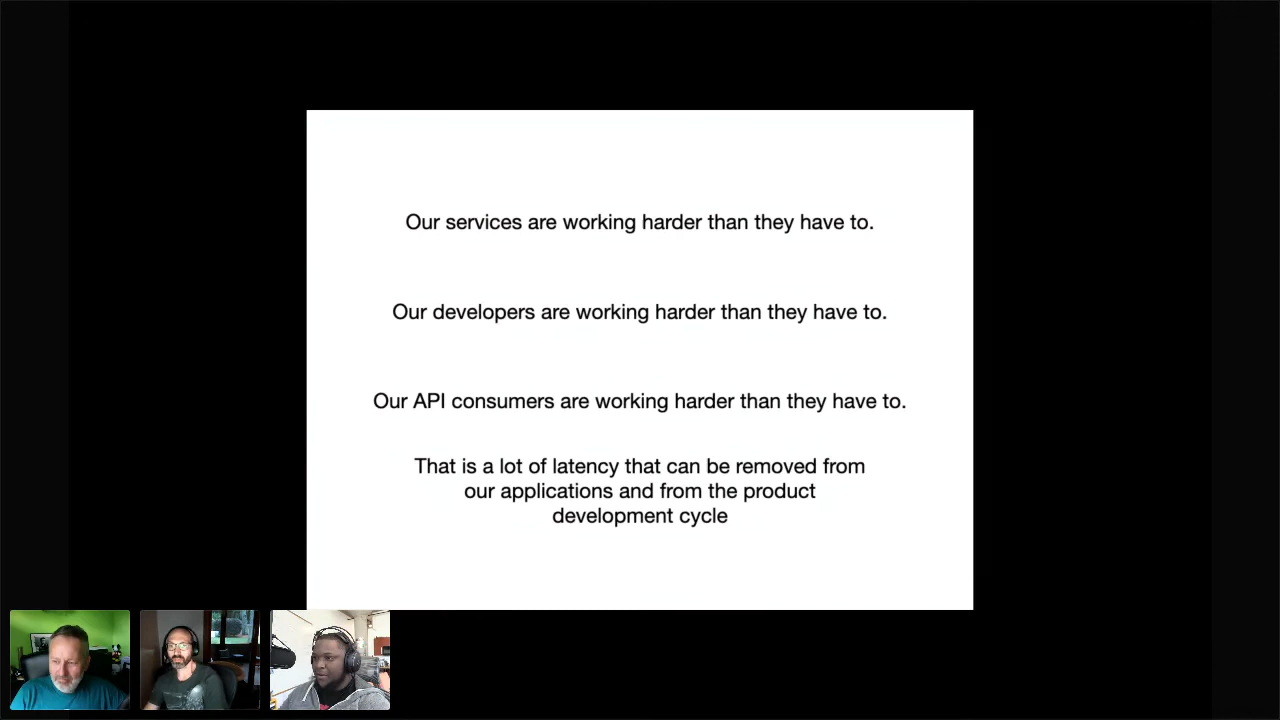 Our services are working harder than they have to.
Our developers are working harder than they have to.
Our API consumers are working harder than they have to.
That is a lot of latency that can be removed from
our applications and from the product
development cycle